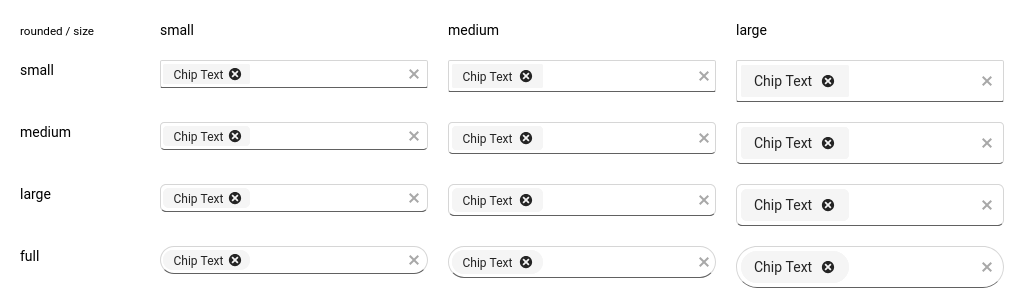 rounded / size small medium large
small Chip Text Chip Text Chip Text
medium Chip Text Chip Text Chip Text
large Chip Text Chip Text Chip Text
full Chip Text Chip Text Chip Text